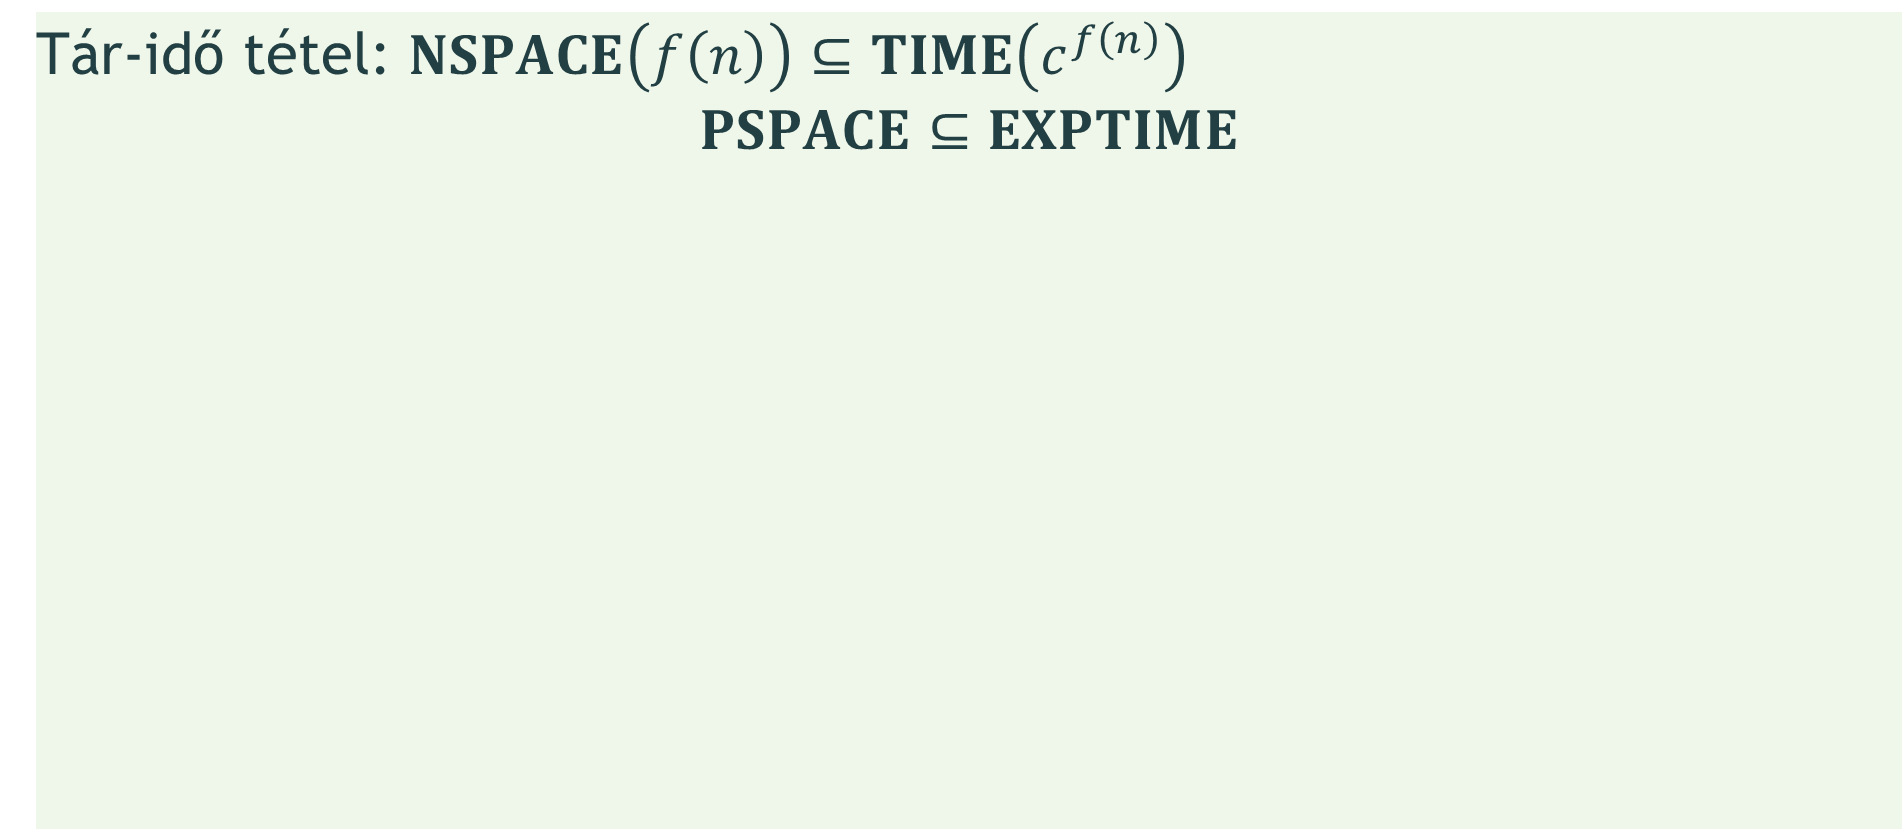 Tár-idő tétel: NSPACE(f(n)) ⊆ TIME(c^{f(n)})
PSPACE ⊆ EXPTIME